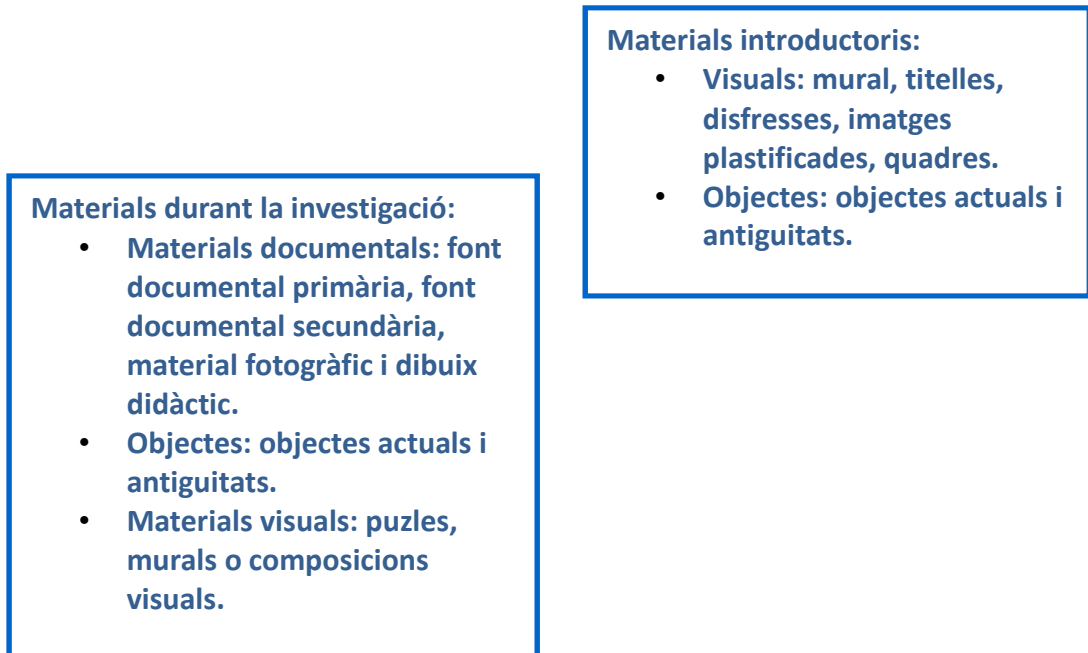 Materials introductoris:
• Visuals: mural, titelles,
disfresses, imatges
plastificades, quadres.
• Objectes: objectes actuals i
antiguitats.
Materials durant la investigació:
• Materials documentals: font
documental primària, font
documental secundària,
material fotogràfic i dibuix
didàctic.
• Objectes: objectes actuals i
antiguitats.
• Materials visuals: puzles,
murals o composicions
visuals.